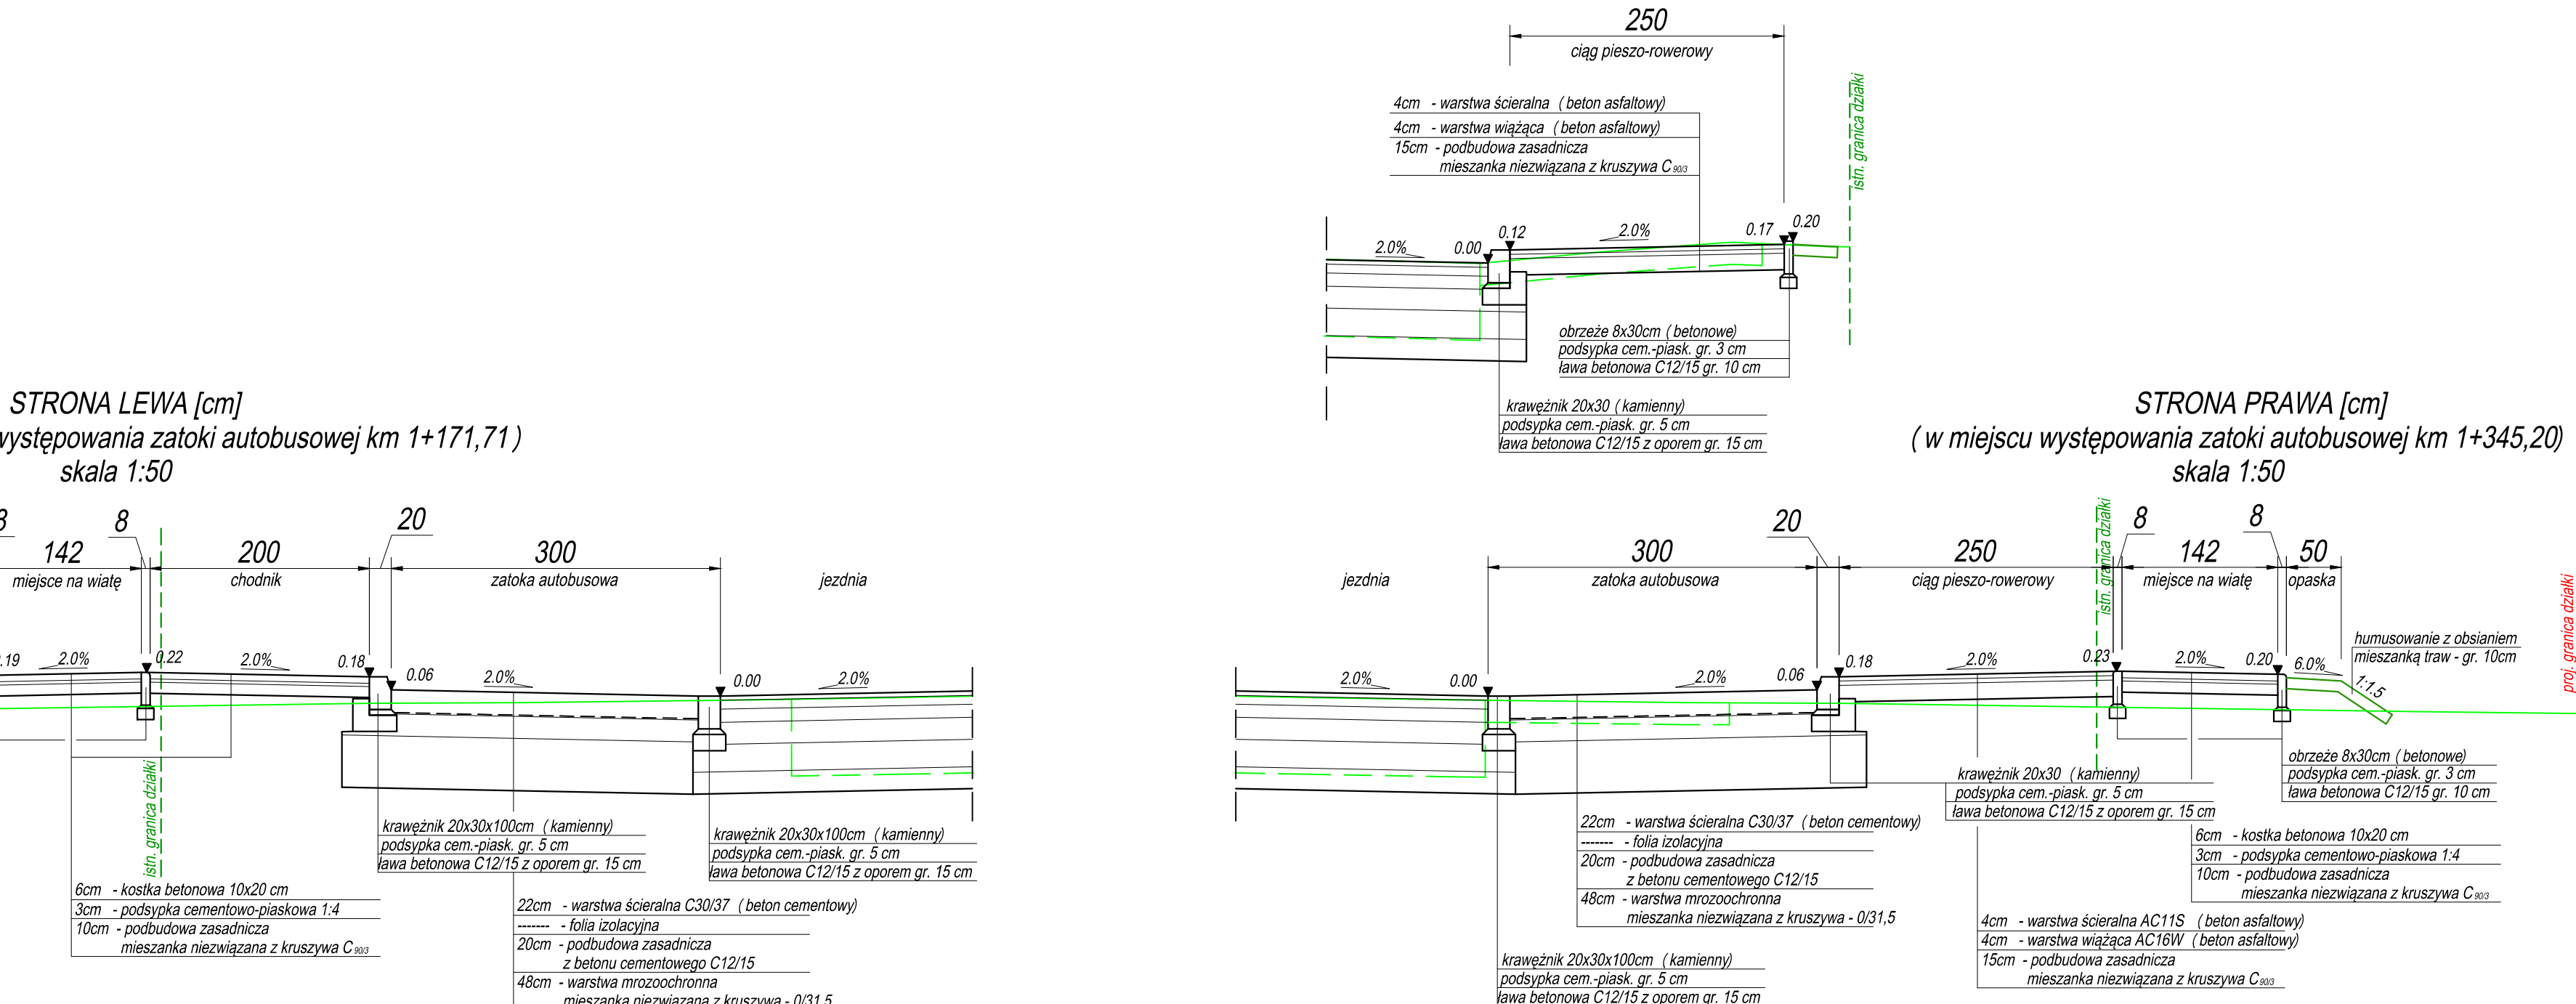 250
ciąg pieszo-rowerowy
4cm - warstwa ścieralna (beton asfaltowy)
4cm - warstwa wiążąca (beton asfaltowy)
15cm - podbudowa zasadnicza
mieszanka niezwiązana z kruszywa C90/3
istn. granica działki
2.0%
0.00
0.12
2.0%
0.17
0.20
obrzeże 8x30cm (betonowe)
podsypka cem.-piask. gr. 3 cm
ława betonowa C12/15 gr. 10 cm
krawężnik 20x30 (kamienny)
podsypka cem.-piask. gr. 5 cm
ława betonowa C12/15 z oporem gr. 15 cm
STRONA LEWA [cm]
występowania zatoki autobusowej km 1+171,71)
skala 1:50
8
20
142
200
300
miejsce na wiatę
chodnik
zatoka autobusowa
jezdnia
.19
2.0%
0.22
2.0%
0.18
0.06
2.0%
0.00
2.0%
istn. granica działki
krawężnik 20x30x100cm (kamienny)
podsypka cem.-piask. gr. 5 cm
ława betonowa C12/15 z oporem gr. 15 cm
krawężnik 20x30x100cm (kamienny)
podsypka cem.-piask. gr. 5 cm
ława betonowa C12/15 z oporem gr. 15 cm
6cm - kostka betonowa 10x20 cm
3cm - podsypka cementowo-piaskowa 1:4
10cm - podbudowa zasadnicza
mieszanka niezwiązana z kruszywa C90/3
22cm - warstwa ścieralna C30/37 (beton cementowy)
------- - folia izolacyjna
20cm - podbudowa zasadnicza
z betonu cementowego C12/15
48cm - warstwa mrozoochronna
mieszanka niezwiązana z kruszywa - 0/31,5
STRONA PRAWA [cm]
(w miejscu występowania zatoki autobusowej km 1+345,20)
skala 1:50
20
8
8
300
250
142
50
jezdnia
zatoka autobusowa
ciąg pieszo-rowerowy
miejsce na wiatę
opaska
istn. granica działki
proj. granica działki
2.0%
0.00
2.0%
0.06
0.18
2.0%
0.23
2.0%
0.20
6.0%
1:1,5
humusowanie z obsianiem
mieszanką traw - gr. 10cm
obrzeże 8x30cm (betonowe)
podsypka cem.-piask. gr. 3 cm
ława betonowa C12/15 gr. 10 cm
krawężnik 20x30 (kamienny)
podsypka cem.-piask. gr. 5 cm
ława betonowa C12/15 z oporem gr. 15 cm
22cm - warstwa ścieralna C30/37 (beton cementowy)
------- - folia izolacyjna
20cm - podbudowa zasadnicza
z betonu cementowego C12/15
48cm - warstwa mrozoochronna
mieszanka niezwiązana z kruszywa - 0/31,5
6cm - kostka betonowa 10x20 cm
3cm - podsypka cementowo-piaskowa 1:4
10cm - podbudowa zasadnicza
mieszanka niezwiązana z kruszywa C90/3
4cm - warstwa ścieralna AC11S (beton asfaltowy)
4cm - warstwa wiążąca AC16W (beton asfaltowy)
15cm - podbudowa zasadnicza
mieszanka niezwiązana z kruszywa C90/3
krawężnik 20x30x100cm (kamienny)
podsypka cem.-piask. gr. 5 cm
ława betonowa C12/15 z oporem gr. 15 cm